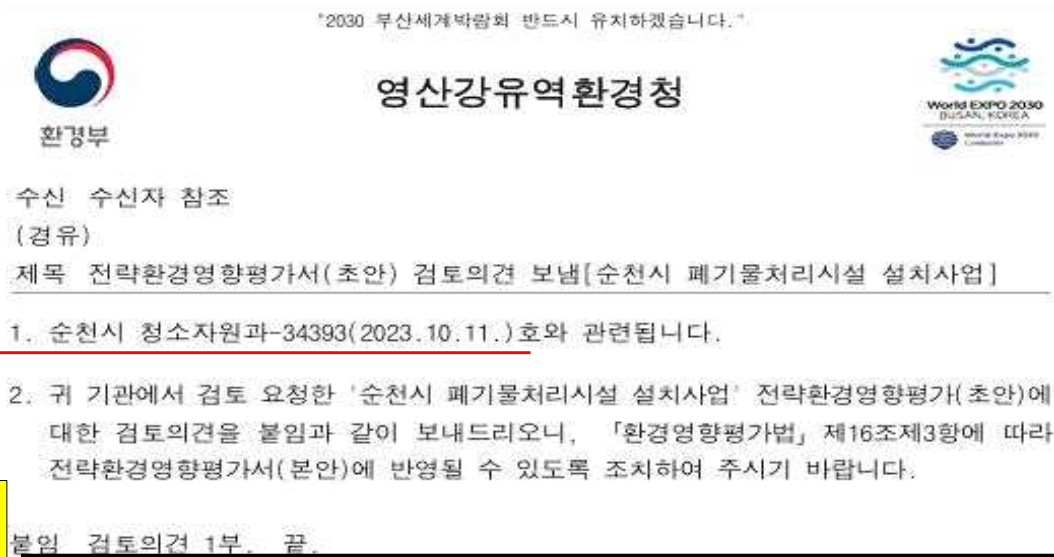 "2030 부산세계박람회 반드시 유치하겠습니다."
환경부
영산강유역환경청
World EXPO 2030
BUSAN, KOREA
수신 수신자 참조
(경유)
제목 전략환경영향평가서(초안) 검토의견 보냄[순천시 폐기물처리시설 설치사업]
1. 순천시 청소자원과-34393(2023.10.11.)호와 관련됩니다.
2. 귀 기관에서 검토 요청한 '순천시 폐기물처리시설 설치사업' 전략환경영향평가(초안)에
대한 검토의견을 붙임과 같이 보내드리오니, 「환경영향평가법」 제16조제3항에 따라
전략환경영향평가서(본안)에 반영될 수 있도록 조치하여 주시기 바랍니다.
붙임 검토의견 1부. 끝.